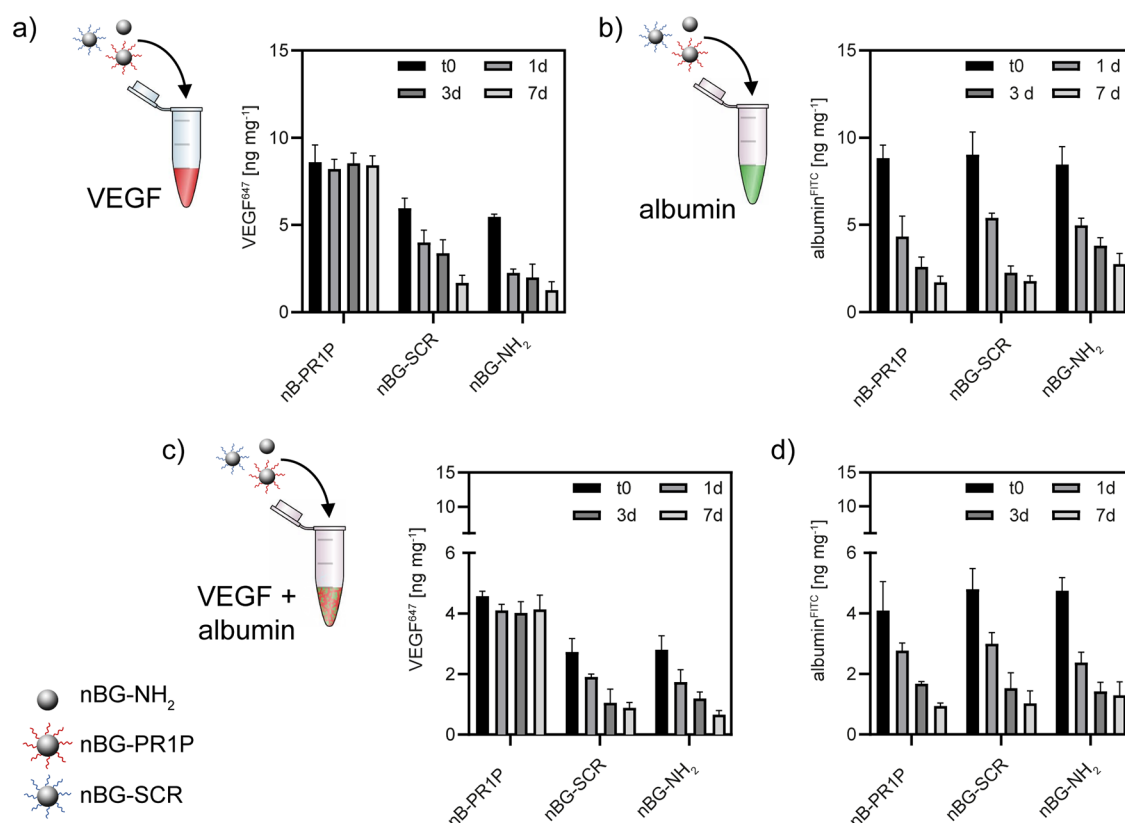 a)
VEGF
VEGF⁶⁴⁷ [ng mg⁻¹]
15
10
5
0
t0 1d
3d 7d
nB-PR1P
nBG-SCR
nBG-NH₂
b)
albumin
albuminᶠᴵᵀᶜ [ng mg⁻¹]
15
10
5
0
t0 1 d
3 d 7 d
nB-PR1P
nBG-SCR
nBG-NH₂
c)
VEGF +
albumin
VEGF⁶⁴⁷ [ng mg⁻¹]
15
10
6
4
2
0
t0 1d
3d 7d
nB-PR1P
nBG-SCR
nBG-NH₂
d)
albuminᶠᴵᵀᶜ [ng mg⁻¹]
15
10
6
4
2
0
t0 1d
3d 7d
nB-PR1P
nBG-SCR
nBG-NH₂
nBG-NH₂
nBG-PR1P
nBG-SCR